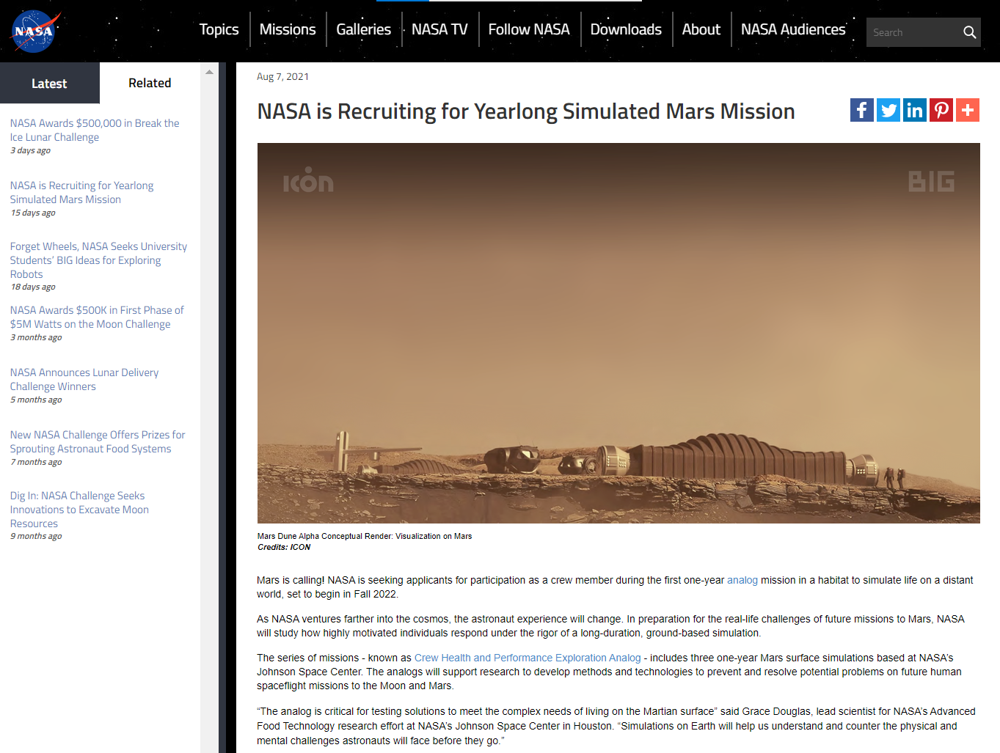 NASA
Topics
Missions
Galleries
NASA TV
Follow NASA
Downloads
About
NASA Audiences
Search
Latest
Related
NASA Awards $500,000 in Break the
Ice Lunar Challenge
3 days ago
NASA is Recruiting for Yearlong
Simulated Mars Mission
15 days ago
Forget Wheels, NASA Seeks University
Students’ BIG Ideas for Exploring
Robots
18 days ago
NASA Awards $500K in First Phase of
$5M Watts on the Moon Challenge
3 months ago
NASA Announces Lunar Delivery
Challenge Winners
5 months ago
New NASA Challenge Offers Prizes for
Sprouting Astronaut Food Systems
7 months ago
Dig In: NASA Challenge Seeks
Innovations to Excavate Moon
Resources
9 months ago
Aug 7, 2021
NASA is Recruiting for Yearlong Simulated Mars Mission
ICON
BIG
Mars Dune Alpha Conceptual Render: Visualization on Mars
Credits: ICON
Mars is calling! NASA is seeking applicants for participation as a crew member during the first one-year analog mission in a habitat to simulate life on a distant
world, set to begin in Fall 2022.
As NASA ventures farther into the cosmos, the astronaut experience will change. In preparation for the real-life challenges of future missions to Mars, NASA
will study how highly motivated individuals respond under the rigor of a long-duration, ground-based simulation.
The series of missions - known as Crew Health and Performance Exploration Analog - includes three one-year Mars surface simulations based at NASA’s
Johnson Space Center. The analogs will support research to develop methods and technologies to prevent and resolve potential problems on future human
spaceflight missions to the Moon and Mars.
“The analog is critical for testing solutions to meet the complex needs of living on the Martian surface” said Grace Douglas, lead scientist for NASA’s Advanced
Food Technology research effort at NASA’s Johnson Space Center in Houston. “Simulations on Earth will help us understand and counter the physical and
mental challenges astronauts will face before they go.”